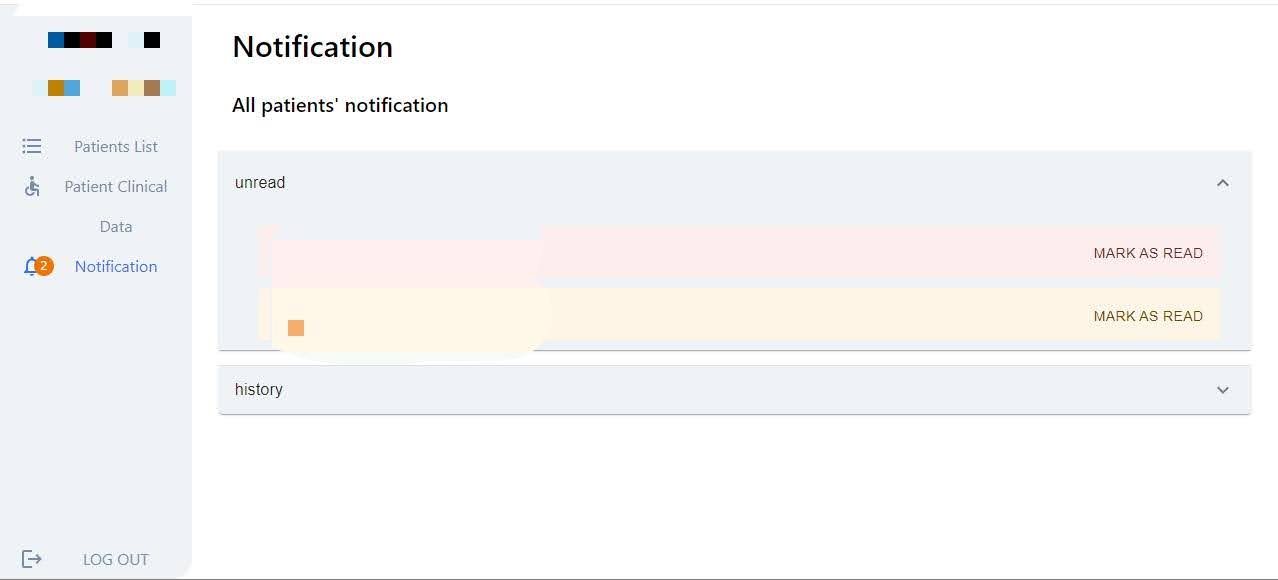 Notification
All patients' notification
Patients List
Patient Clinical
Data
2
Notification
LOG OUT
unread
MARK AS READ
MARK AS READ
history